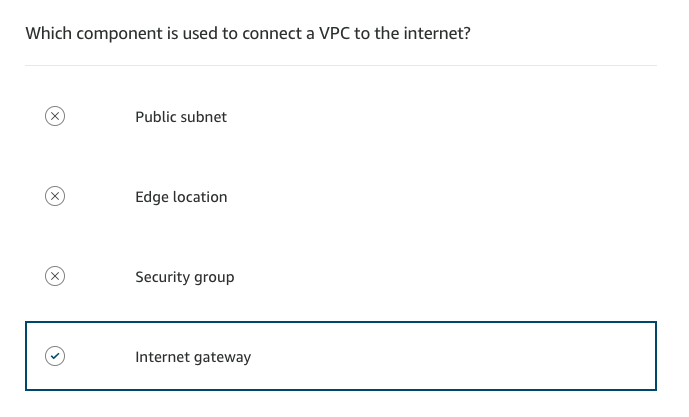 Which component is used to connect a VPC to the internet?
Public subnet
Edge location
Security group
Internet gateway